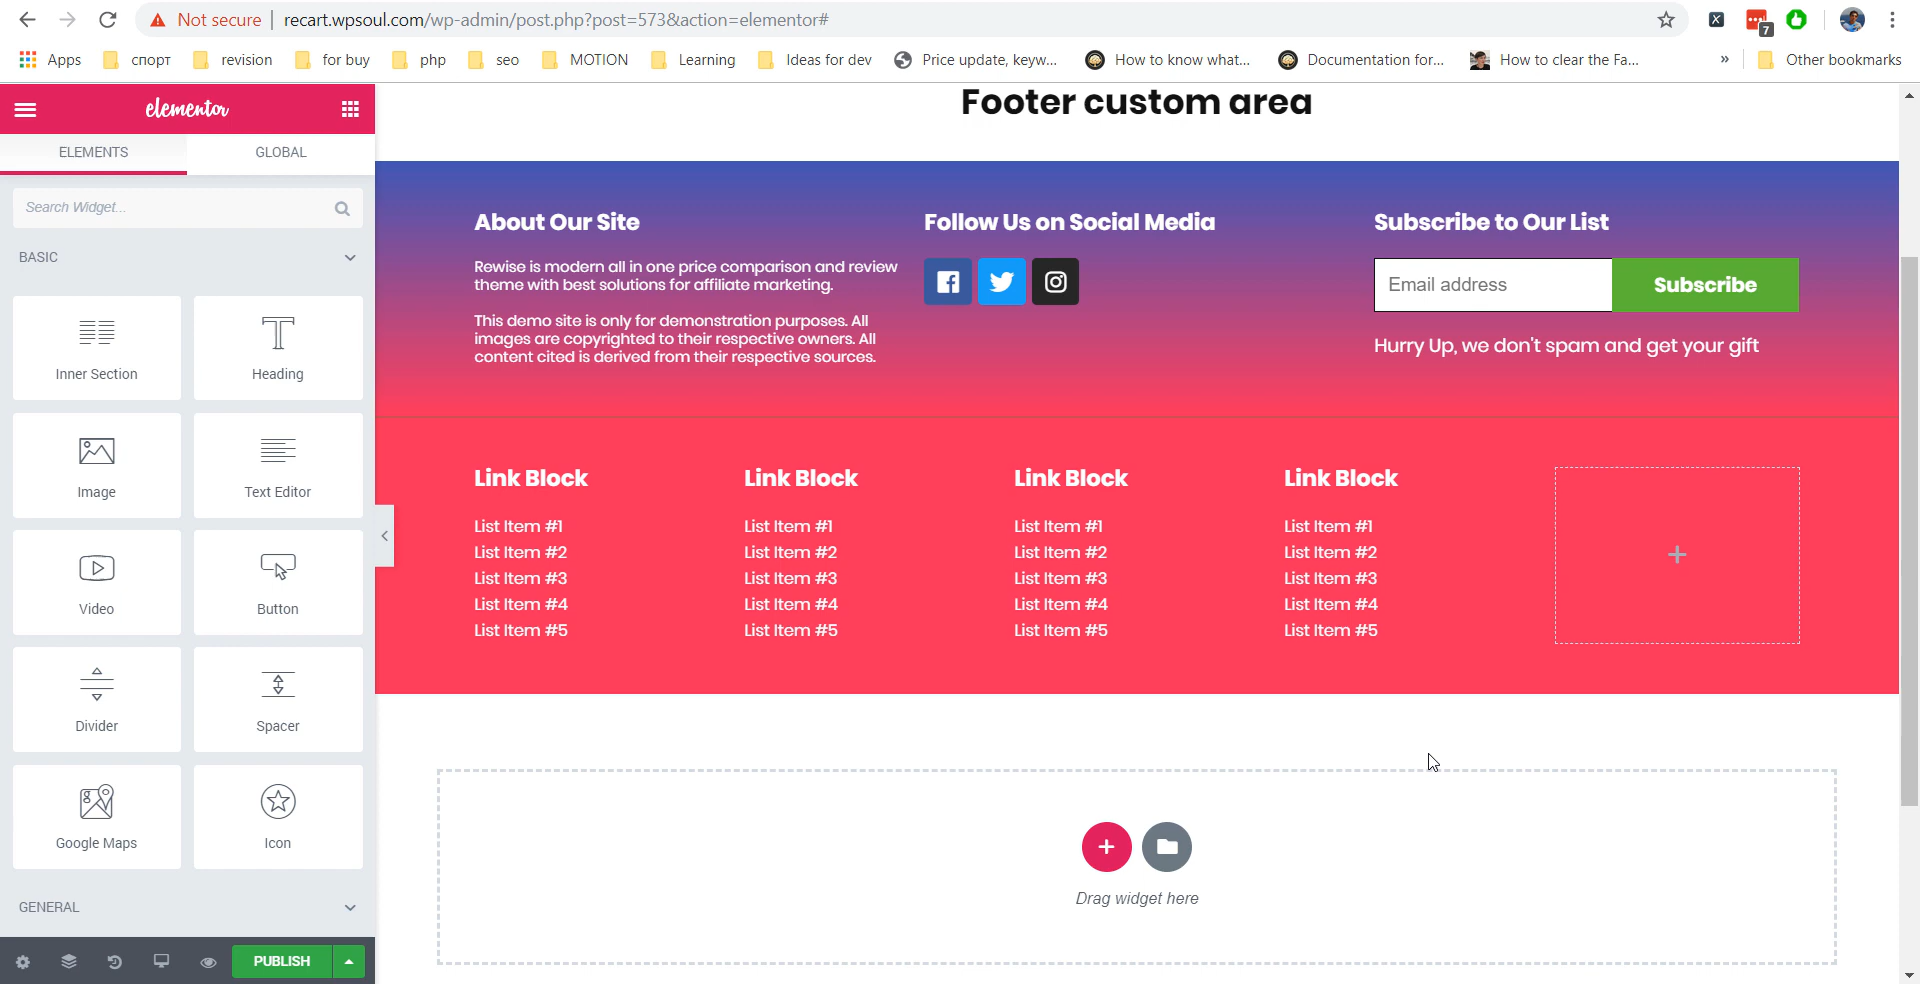 Not secure | recart.wpsoul.com/wp-admin/post.php?post=573&action=elementor#
7
Apps
спорт
revision
for buy
php
seo
MOTION
Learning
Ideas for dev
Price update, keyw...
How to know what...
Documentation for...
How to clear the Fa...
»
Other bookmarks
elementor
ELEMENTS
GLOBAL
Search Widget...
BASIC
Inner Section
Heading
Image
Text Editor
Video
Button
Divider
Spacer
Google Maps
Icon
GENERAL
PUBLISH
Footer custom area
About Our Site
Rewise is modern all in one price comparison and review
theme with best solutions for affiliate marketing.
This demo site is only for demonstration purposes. All
images are copyrighted to their respective owners. All
content cited is derived from their respective sources.
Follow Us on Social Media
Subscribe to Our List
Email address
Subscribe
Hurry Up, we don't spam and get your gift
Link Block
List Item #1
List Item #2
List Item #3
List Item #4
List Item #5
Link Block
List Item #1
List Item #2
List Item #3
List Item #4
List Item #5
Link Block
List Item #1
List Item #2
List Item #3
List Item #4
List Item #5
Link Block
List Item #1
List Item #2
List Item #3
List Item #4
List Item #5
Drag widget here